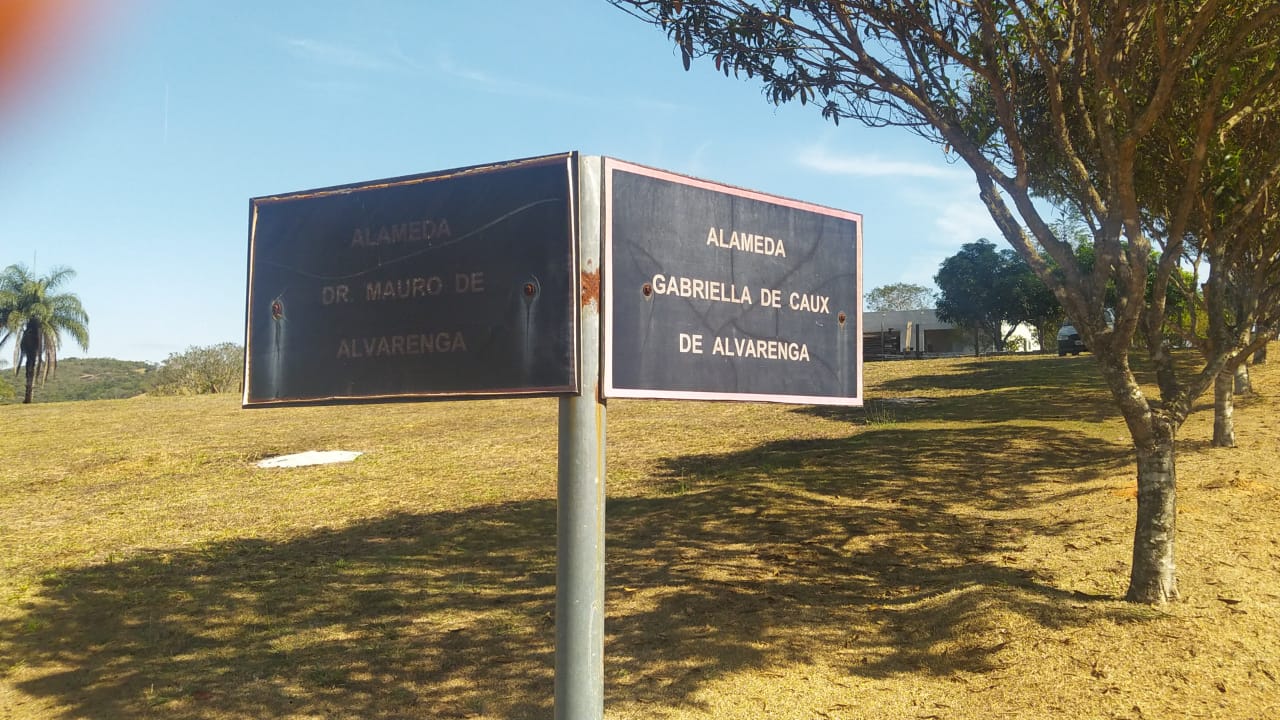 ALAMEDA
DR. MAURO DE
ALVARENGA
ALAMEDA
GABRIELLA DE CAUX
DE ALVARENGA